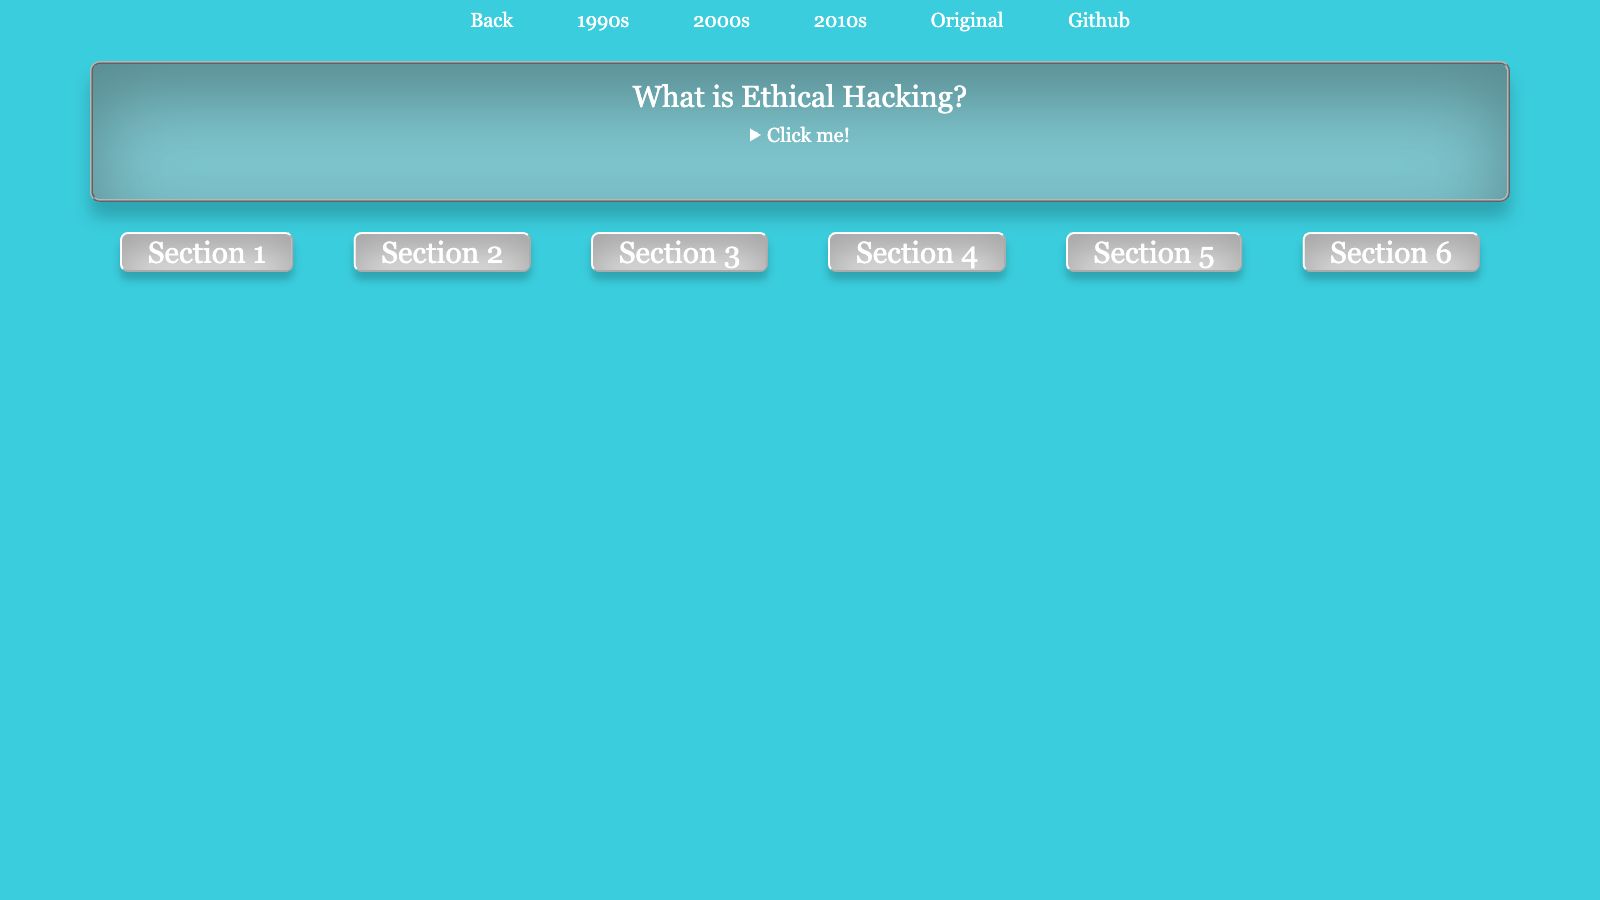 Back 1990s 2000s 2010s Original Github
What is Ethical Hacking?
Click me!
Section 1 Section 2 Section 3 Section 4 Section 5 Section 6